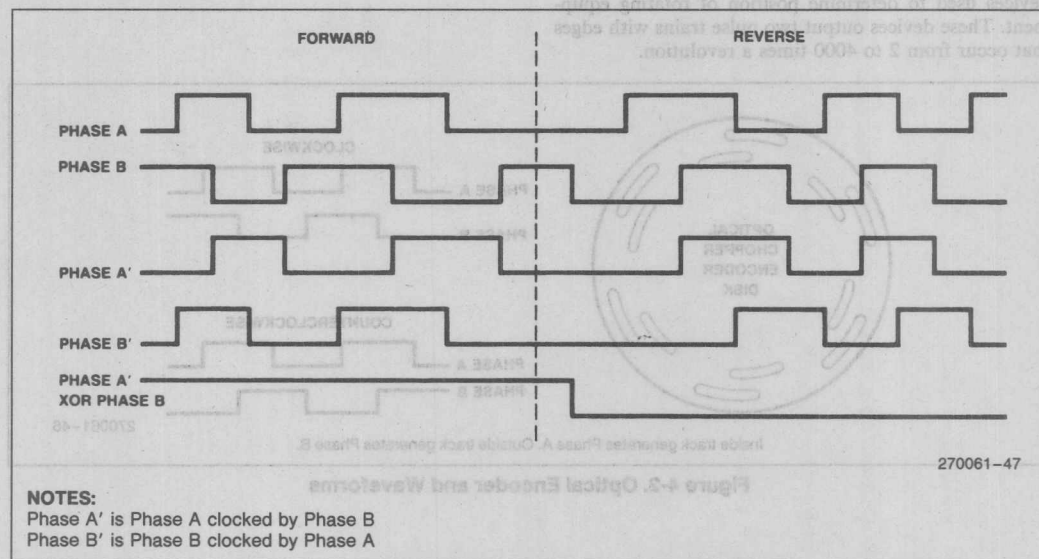 FORWARD
REVERSE
PHASE A
PHASE B
PHASE A′
PHASE B′
PHASE A′
XOR PHASE B
270061–47
NOTES:
Phase A′ is Phase A clocked by Phase B
Phase B′ is Phase B clocked by Phase A